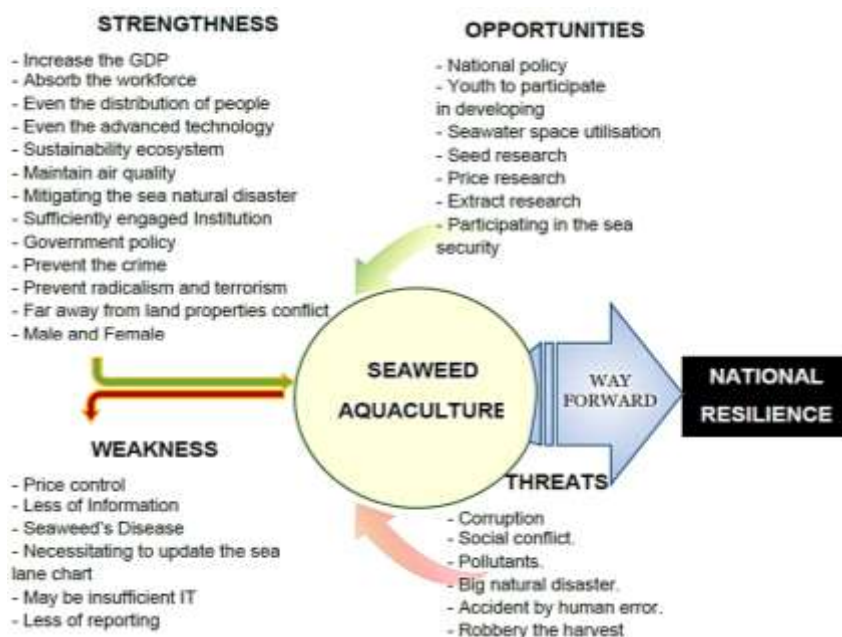 STRENGTHNESS
- Increase the GDP
- Absorb the workforce
- Even the distribution of people
- Even the advanced technology
- Sustainability ecosystem
- Maintain air quality
- Mitigating the sea natural disaster
- Sufficiently engaged Institution
- Government policy
- Prevent the crime
- Prevent radicalism and terrorism
- Far away from land properties conflict
- Male and Female
OPPORTUNITIES
- National policy
- Youth to participate
in developing
- Seawater space utilisation
- Seed research
- Price research
- Extract research
- Participating in the sea
security
SEAWEED
AQUACULTURE
WAY
FORWARD
NATIONAL
RESILIENCE
WEAKNESS
- Price control
- Less of Information
- Seaweed's Disease
- Necessitating to update the sea
lane chart
- May be insufficient IT
- Less of reporting
THREATS
- Corruption
- Social conflict.
- Pollutants.
- Big natural disaster.
- Accident by human error.
- Robbery the harvest